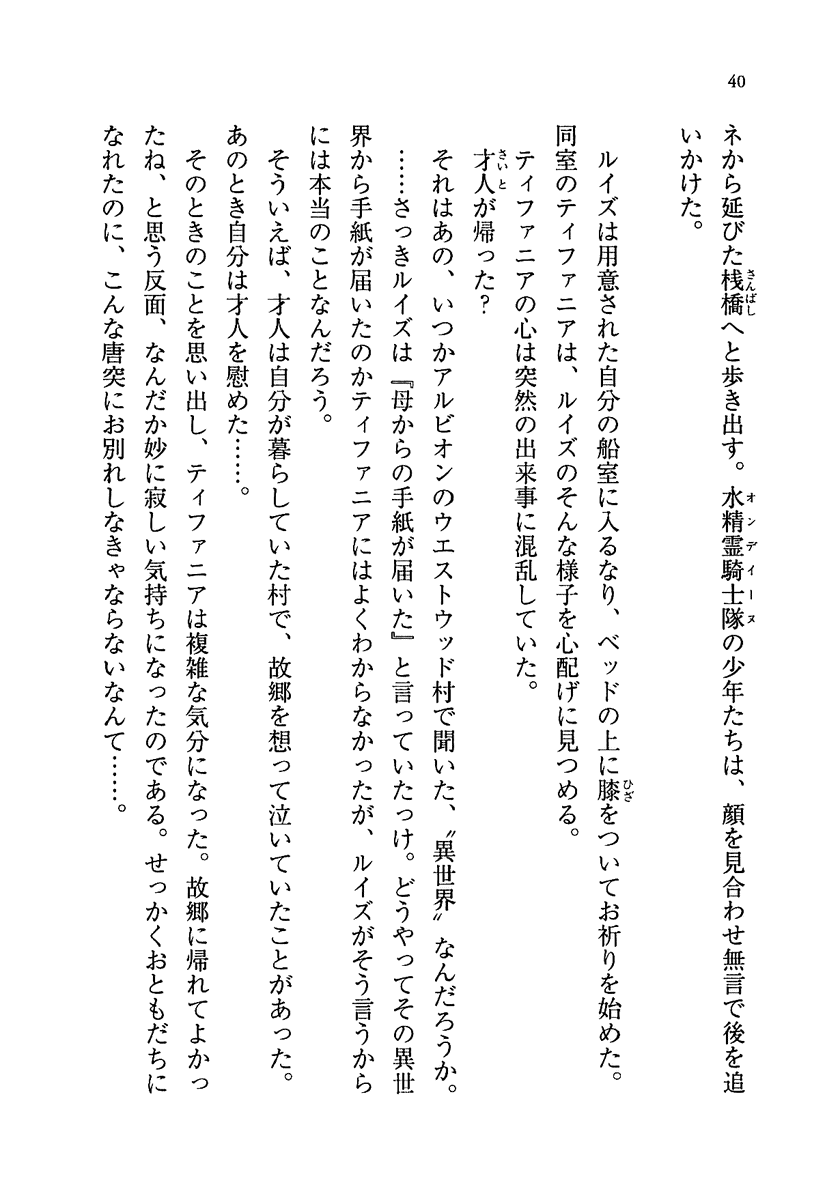 40
ネから延びた桟橋へと歩き出す。水精霊騎士隊の少年たちは、顔を見合わせ無言で後を追
いかけた。
ルイズは用意された自分の船室に入るなり、ベッドの上に膝をついてお祈りを始めた。
同室のティファニアは、ルイズのそんな様子を心配げに見つめる。
ティファニアの心は突然の出来事に混乱していた。
才人が帰った?
それはあの、いつかアルビオンのウエストウッド村で聞いた、〝異世界〟なんだろうか。
……さっきルイズは『母からの手紙が届いた』と言っていたっけ。どうやってその異世
界から手紙が届いたのかティファニアにはよくわからなかったが、ルイズがそう言うから
には本当のことなんだろう。
そういえば、才人は自分が暮らしていた村で、故郷を想って泣いていたことがあった。
あのとき自分は才人を慰めた……。
そのときのことを思い出し、ティファニアは複雑な気分になった。故郷に帰れてよかっ
たね、と思う反面、なんだか妙に寂しい気持ちになったのである。せっかくおともだちに
なれたのに、こんな唐突にお別れしなきゃならないなんて……。
さんばし
オンディーヌ
ひざ
さいと